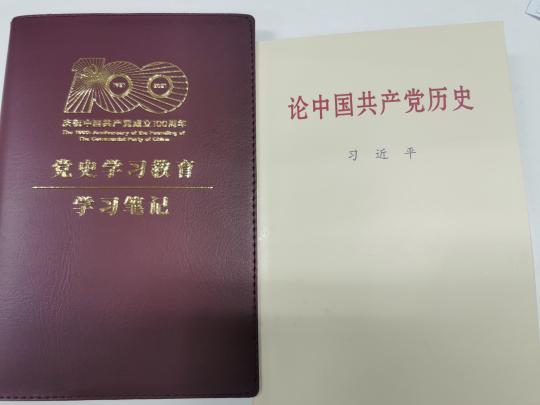 100
1921
2021
庆祝中国共产党成立100周年
The 100th Anniversary of the Founding of
The Communist Party of China
党史学习教育
学习笔记
论中国共产党历史
习近平